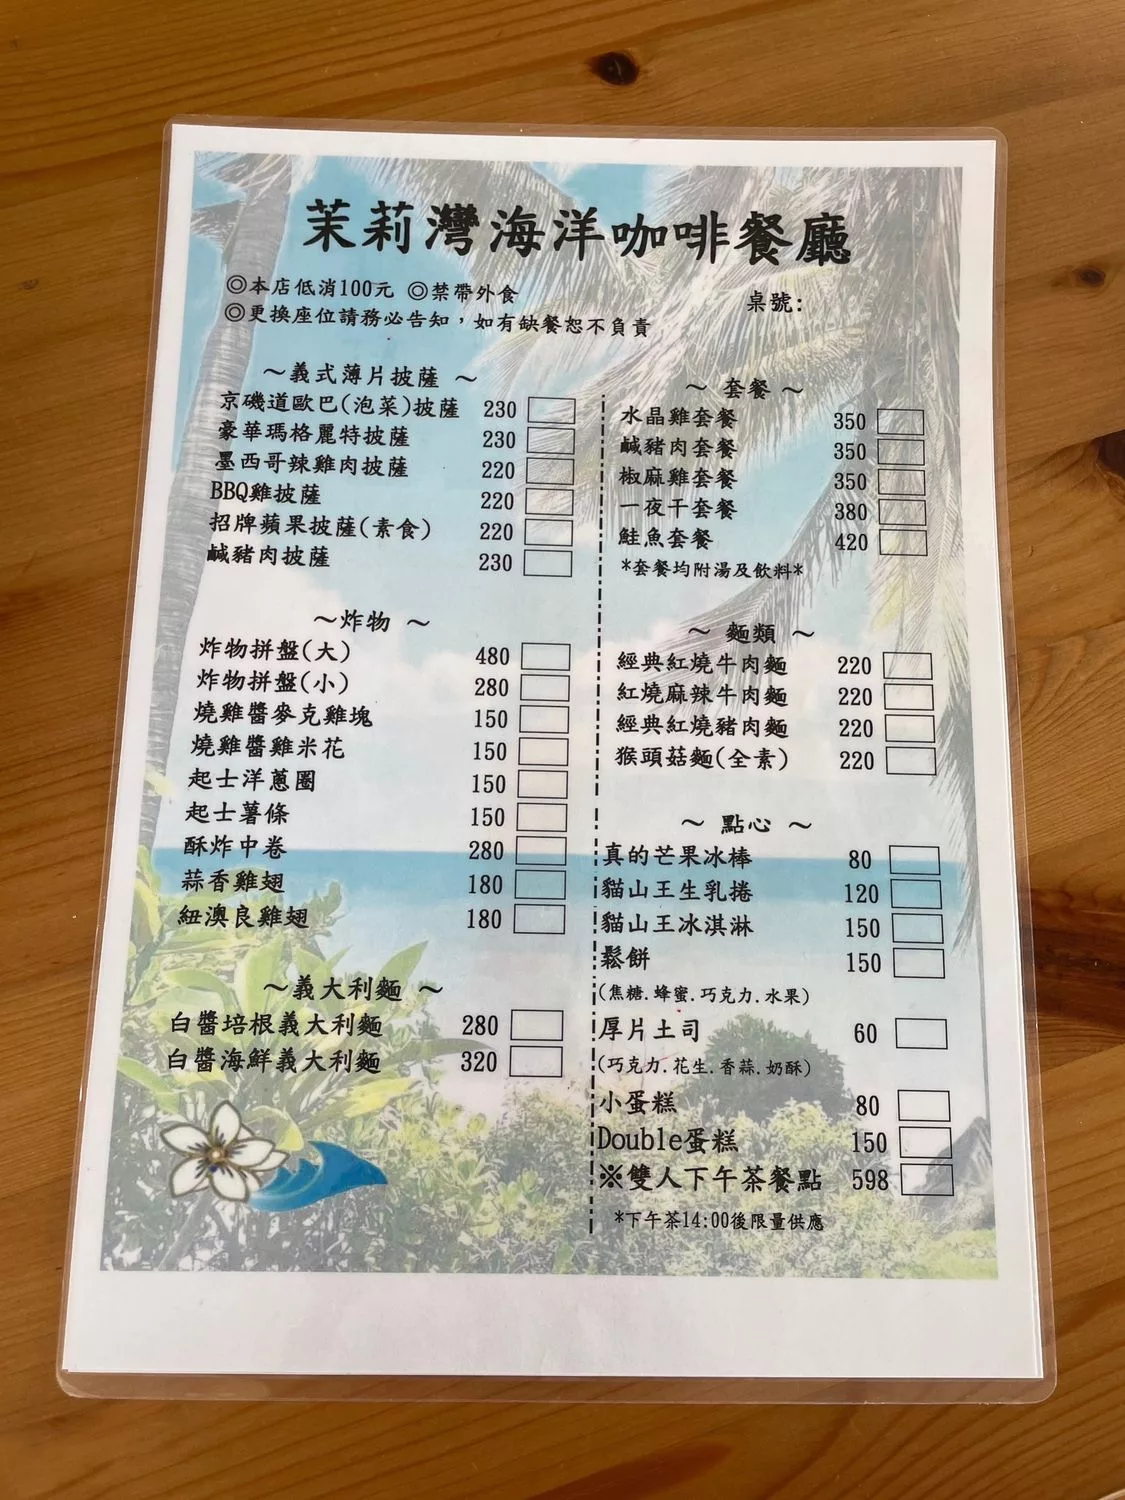 茉莉灣海洋咖啡餐廳
◎本店低消100元 ◎禁帶外食
◎更換座位請務必告知，如有缺餐恕不負責
桌號:
～義式薄片披薩 ～
京磯道歐巴(泡菜)披薩 230
豪華瑪格麗特披薩 230
墨西哥辣雞肉披薩 220
BBQ雞披薩 220
招牌蘋果披薩(素食) 220
鹹豬肉披薩 230
～炸物 ～
炸物拼盤(大) 480
炸物拼盤(小) 280
燒雞醬麥克雞塊 150
燒雞醬雞米花 150
起士洋蔥圈 150
起士薯條 150
酥炸中卷 280
蒜香雞翅 180
紐澳良雞翅 180
～義大利麵 ～
白醬培根義大利麵 280
白醬海鮮義大利麵 320
～ 套餐 ～
水晶雞套餐 350
鹹豬肉套餐 350
椒麻雞套餐 350
一夜干套餐 380
鮭魚套餐 420
*套餐均附湯及飲料*
～ 麵類 ～
經典紅燒牛肉麵 220
紅燒麻辣牛肉麵 220
經典紅燒豬肉麵 220
猴頭菇麵(全素) 220
～ 點心 ～
真的芒果冰棒 80
貓山王生乳捲 120
貓山王冰淇淋 150
鬆餅 150
(焦糖.蜂蜜.巧克力.水果)
厚片土司 60
(巧克力.花生.香蒜.奶酥)
小蛋糕 80
Double蛋糕 150
※雙人下午茶餐點 598
*下午茶14:00後限量供應